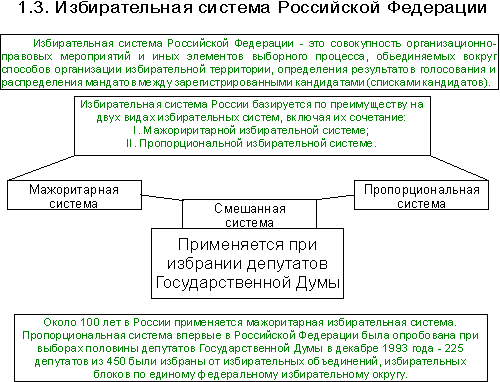 1.3. Избирательная система Российской Федерации
Избирательная система Российской Федерации - это совокупность организационно-
правовых мероприятий и иных элементов выборного процесса, обьединяемых вокруг
способов организации избирательной территории, определения результатов голосования и
распределения мандатов между зарегистрированными кандидатами (списками кандидатов).
Избирательная система России базируется по преимуществу на
двух видах избирательных систем, включая их сочетание:
I. Мажориритарной избирательной системе;
II. Пропорциональной избирательной системе.
Мажоритарная
система
Пропорциональная
система
Смешанная
система
Применяется при
избрании депутатов
Государственной Думы
Около 100 лет в России применяется мажоритарная избирательная система.
Пропорциональная система впервые в Российской Федерации была опробована при
выборах половины депутатов Государственной Думы в декабре 1993 года - 225
депутатов из 450 были избраны от избирательных объединений, избирательных
блоков по единому федеральному избирательному округу.